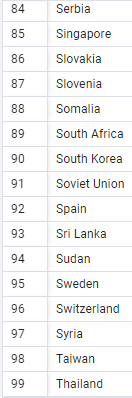 84 Serbia
85 Singapore
86 Slovakia
87 Slovenia
88 Somalia
89 South Africa
90 South Korea
91 Soviet Union
92 Spain
93 Sri Lanka
94 Sudan
95 Sweden
96 Switzerland
97 Syria
98 Taiwan
99 Thailand